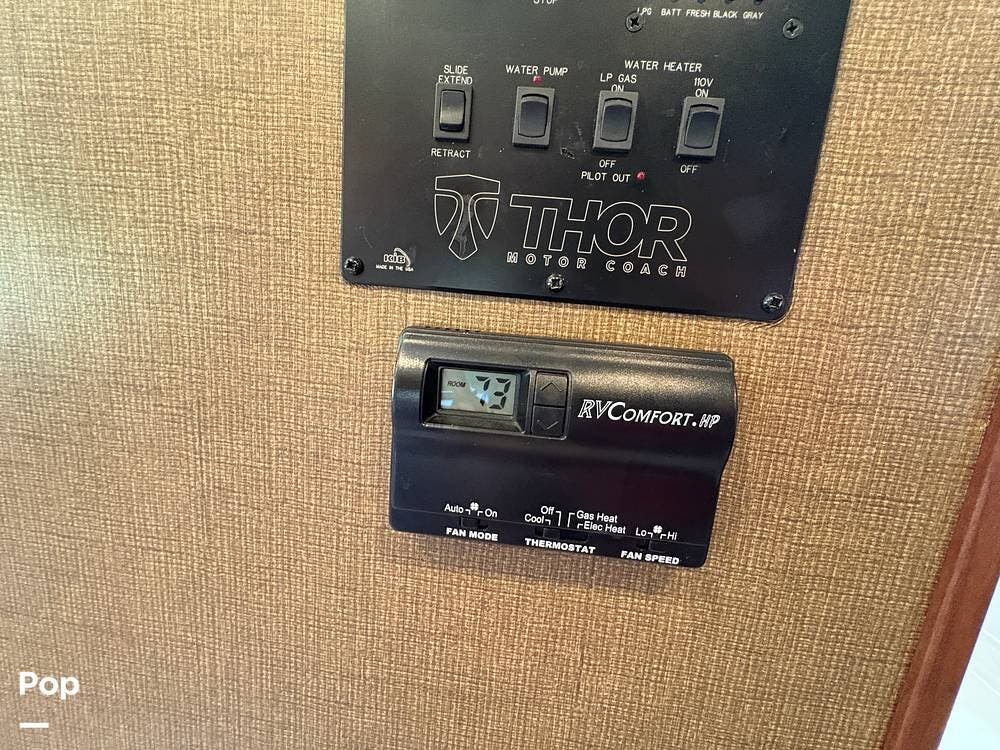 STOP
LPG BATT FRESH BLACK GRAY
WATER HEATER
SLIDE
EXTEND
WATER PUMP
LP GAS
ON
110V
ON
RETRACT
OFF
OFF
PILOT OUT
THOR
MOTOR COACH
KIB
MADE IN THE USA
ROOM 73
RVCOMFORT.HP
Auto On
Off Gas Heat
Cool Elec Heat
Lo Hi
FAN MODE
THERMOSTAT
FAN SPEED
Pop